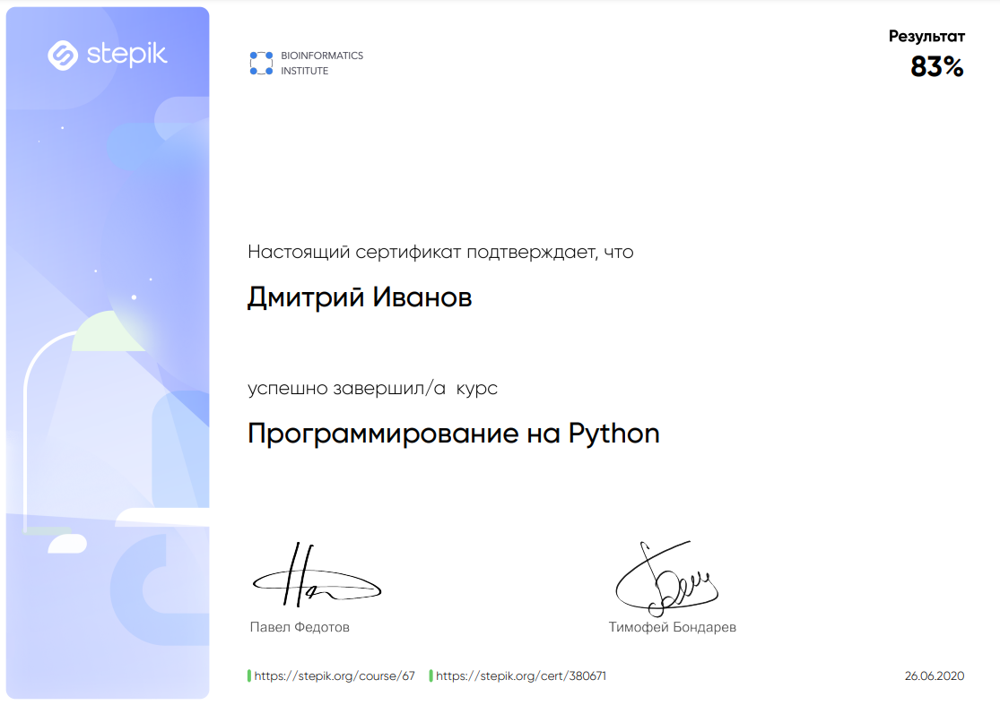 stepik
BIOINFORMATICS
INSTITUTE
Результат
83%
Настоящий сертификат подтверждает, что
Дмитрий Иванов
успешно завершил/а курс
Программирование на Python
Павел Федотов
Тимофей Бондарев
https://stepik.org/course/67
https://stepik.org/cert/380671
26.06.2020